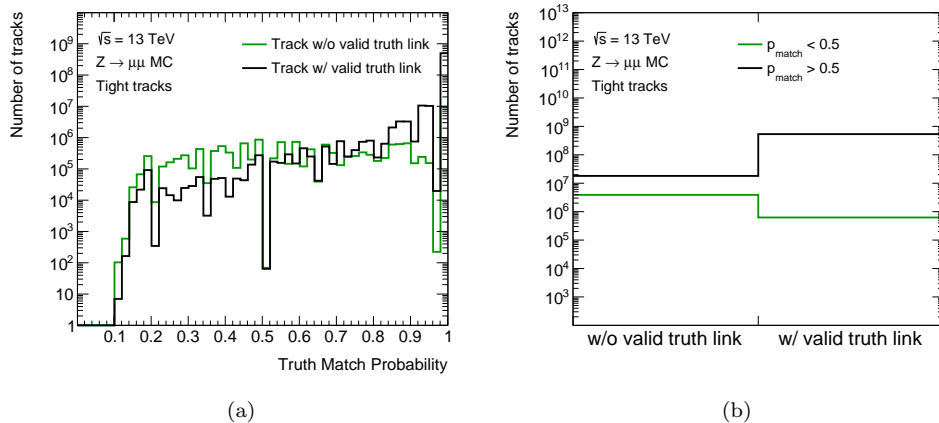 Number of tracks
10⁹
10⁸
10⁷
10⁶
10⁵
10⁴
10³
10²
10
1
√s = 13 TeV
Z → μμ MC
Tight tracks
Track w/o valid truth link
Track w/ valid truth link
0.1 0.2 0.3 0.4 0.5 0.6 0.7 0.8 0.9 1
Truth Match Probability
(a)
Number of tracks
10¹³
10¹²
10¹¹
10¹⁰
10⁹
10⁸
10⁷
10⁶
10⁵
10⁴
10³
√s = 13 TeV
Z → μμ MC
Tight tracks
p_match < 0.5
p_match > 0.5
w/o valid truth link w/ valid truth link
(b)